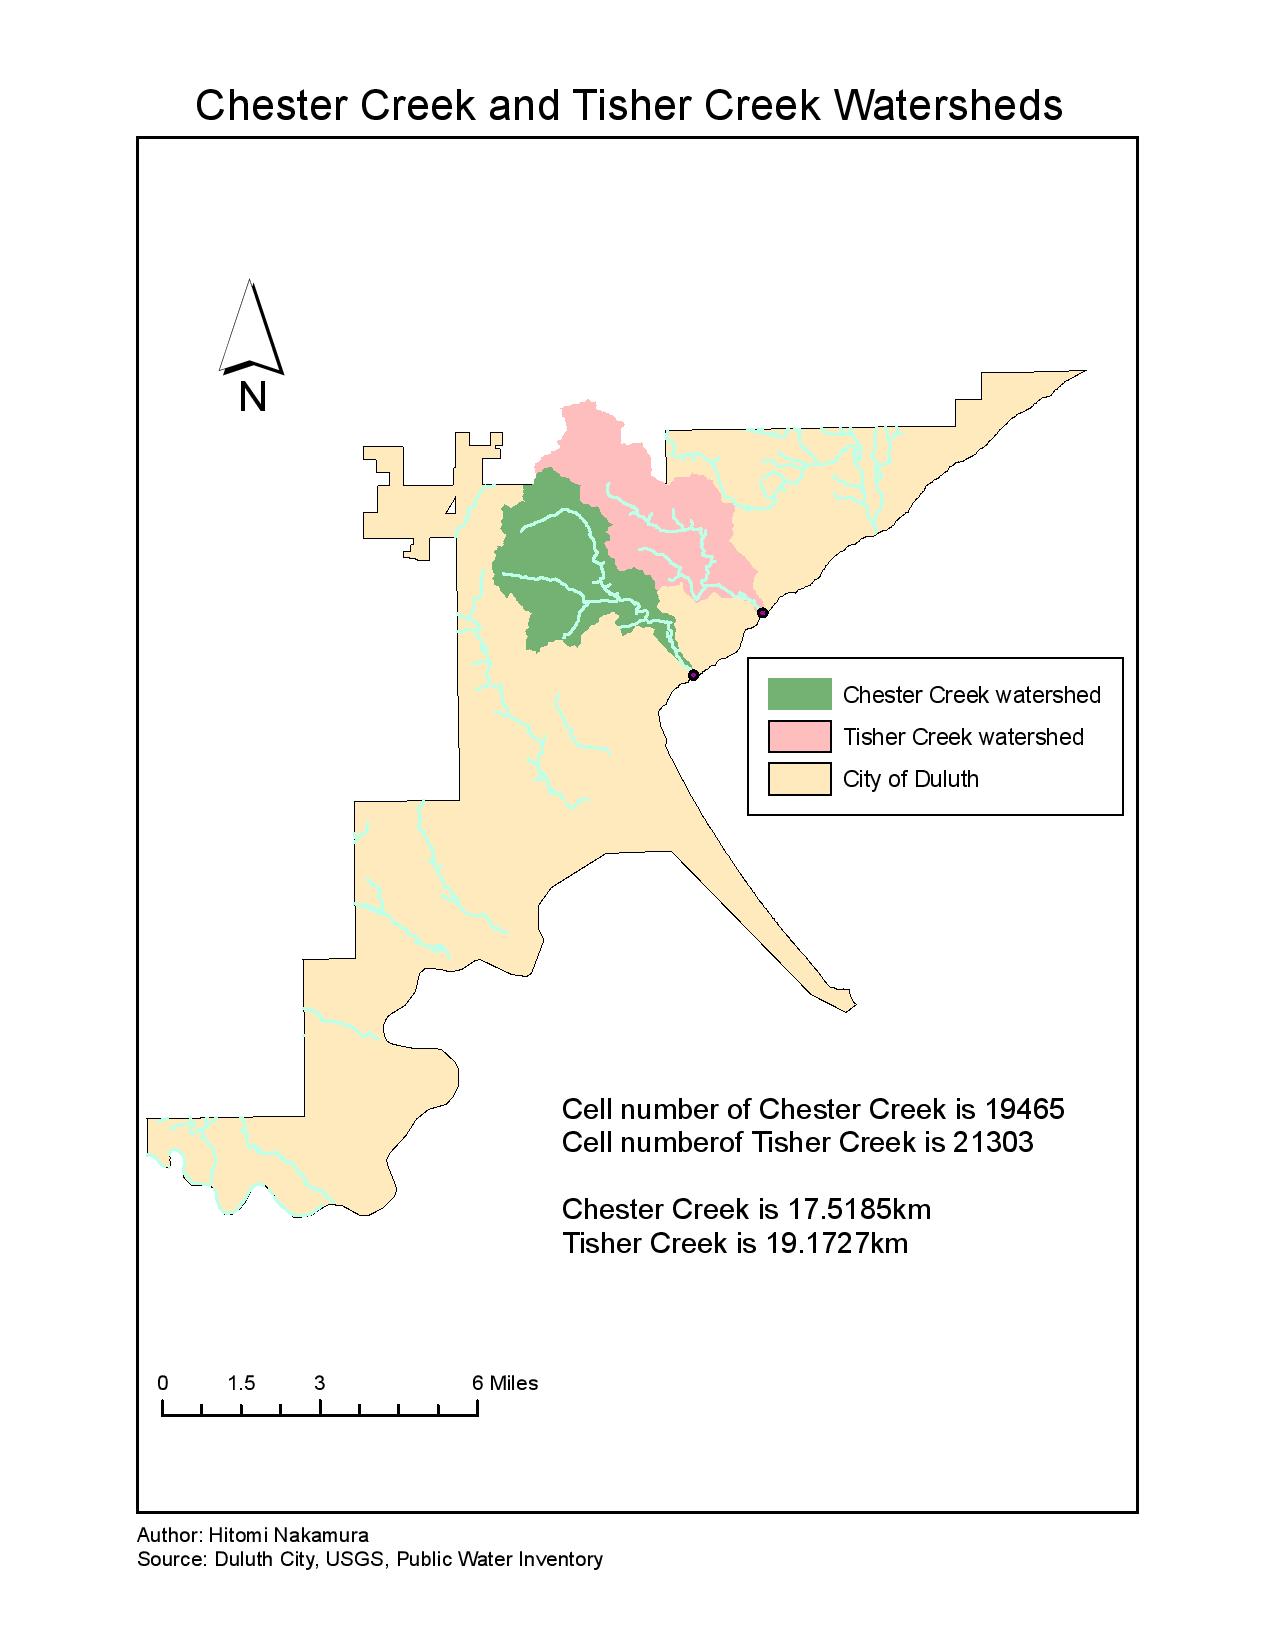 Chester Creek and Tisher Creek Watersheds
N
Chester Creek watershed
Tisher Creek watershed
City of Duluth
Cell number of Chester Creek is 19465
Cell numberof Tisher Creek is 21303
Chester Creek is 17.5185km
Tisher Creek is 19.1727km
0 1.5 3 6 Miles
Author: Hitomi Nakamura
Source: Duluth City, USGS, Public Water Inventory